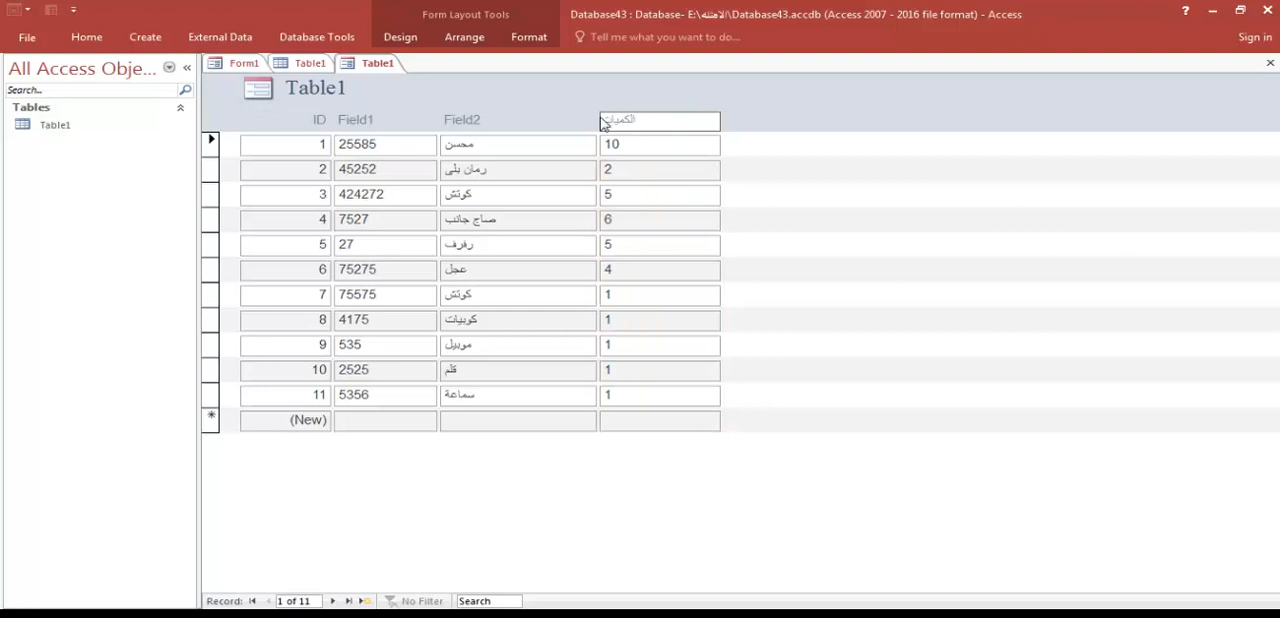 Form Layout Tools
Database43 : Database- E:\الامثله\Database43.accdb (Access 2007 - 2016 file format) - Access
File Home Create External Data Database Tools Design Arrange Format Tell me what you want to do... Sign in
All Access Obje...
Form1 Table1 Table1
Search...
Table1
Tables
Table1
ID Field1 Field2 الكميات
1 25585 محسن 10
2 45252 رمان بلى 2
3 424272 كوتش 5
4 7527 صاج جانب 6
5 27 رفرف 5
6 75275 عجل 4
7 75575 كوتش 1
8 4175 كوبيات 1
9 535 موبيل 1
10 2525 قلم 1
11 5356 سماعة 1
(New)
Record: 1 of 11 No Filter Search